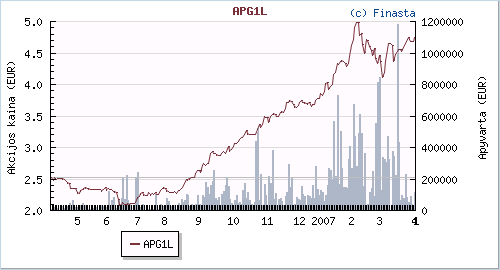 APG1L
(c) Finasta
Akcijos kaina (EUR)
5.0
4.5
4.0
3.5
3.0
2.5
2.0
1200000
1000000
800000
600000
400000
200000
0
Apyvarta (EUR)
5 6 7 8 9 10 11 12 2007 2 3 4
APG1L